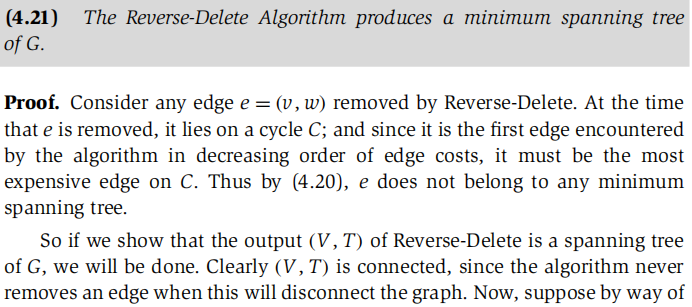 (4.21) The Reverse-Delete Algorithm produces a minimum spanning tree
of G.
Proof. Consider any edge e = (v, w) removed by Reverse-Delete. At the time
that e is removed, it lies on a cycle C; and since it is the first edge encountered
by the algorithm in decreasing order of edge costs, it must be the most
expensive edge on C. Thus by (4.20), e does not belong to any minimum
spanning tree.
So if we show that the output (V, T) of Reverse-Delete is a spanning tree
of G, we will be done. Clearly (V, T) is connected, since the algorithm never
removes an edge when this will disconnect the graph. Now, suppose by way of